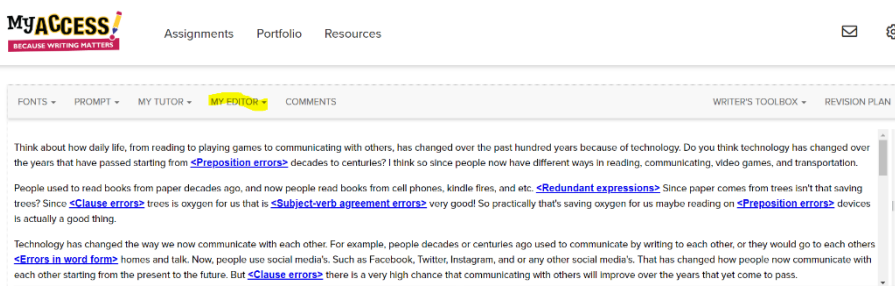 MyACCESS!
BECAUSE WRITING MATTERS
Assignments Portfolio Resources
FONTS PROMPT MY TUTOR MY EDITOR COMMENTS WRITER'S TOOLBOX REVISION PLAN
Think about how daily life, from reading to playing games to communicating with others, has changed over the past hundred years because of technology. Do you think technology has changed over
the years that have passed starting from <Preposition errors> decades to centuries? I think so since people now have different ways in reading, communicating, video games, and transportation.
People used to read books from paper decades ago, and now people read books from cell phones, kindle fires, and etc. <Redundant expressions> Since paper comes from trees isn't that saving
trees? Since <Clause errors> trees is oxygen for us that is <Subject-verb agreement errors> very good! So practically that's saving oxygen for us maybe reading on <Preposition errors> devices
is actually a good thing.
Technology has changed the way we now communicate with each other. For example, people decades or centuries ago used to communicate by writing to each other, or they would go to each others
<Errors in word form> homes and talk. Now, people use social media's. Such as Facebook, Twitter, Instagram, and or any other social media's. That has changed how people now communicate with
each other starting from the present to the future. But <Clause errors> there is a very high chance that communicating with others will improve over the years that yet come to pass.